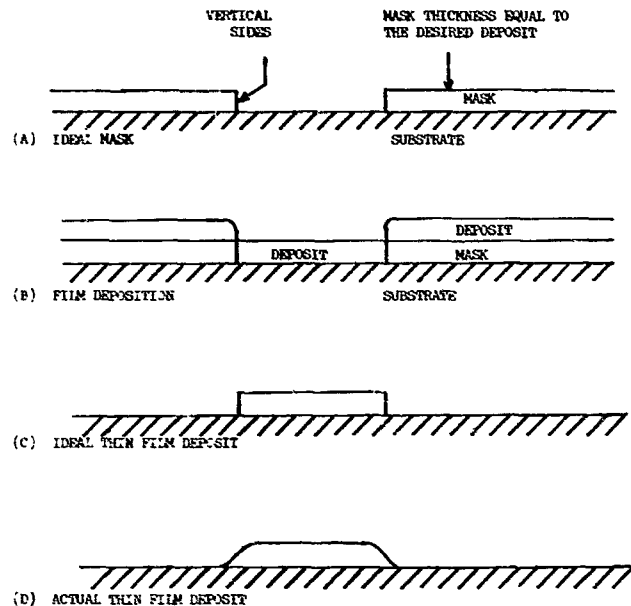 VERTICAL
SIDES
MASK THICKNESS EQUAL TO
THE DESIRED DEPOSIT
MASK
(A) IDEAL MASK
SUBSTRATE
DEPOSIT
DEPOSIT
MASK
(B) FILM DEPOSITION
SUBSTRATE
(C) IDEAL THIN FILM DEPOSIT
(D) ACTUAL THIN FILM DEPOSIT